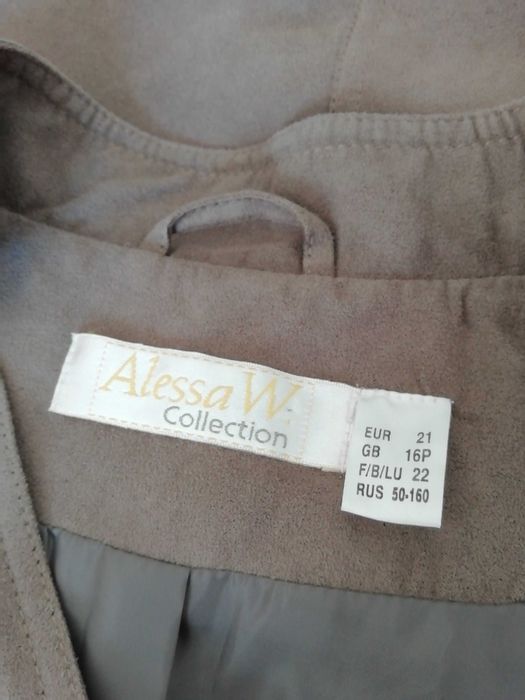 Alessa W.
Collection
EUR 21
GB 16P
F/B/LU 22
RUS 50-160